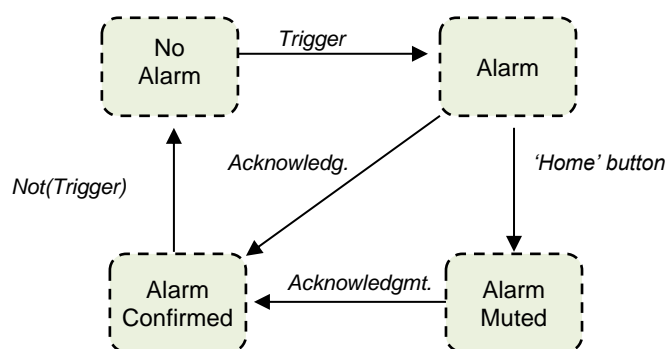 No
Alarm
Trigger
Alarm
Acknowledg.
'Home' button
Not(Trigger)
Alarm
Confirmed
Acknowledgmt.
Alarm
Muted